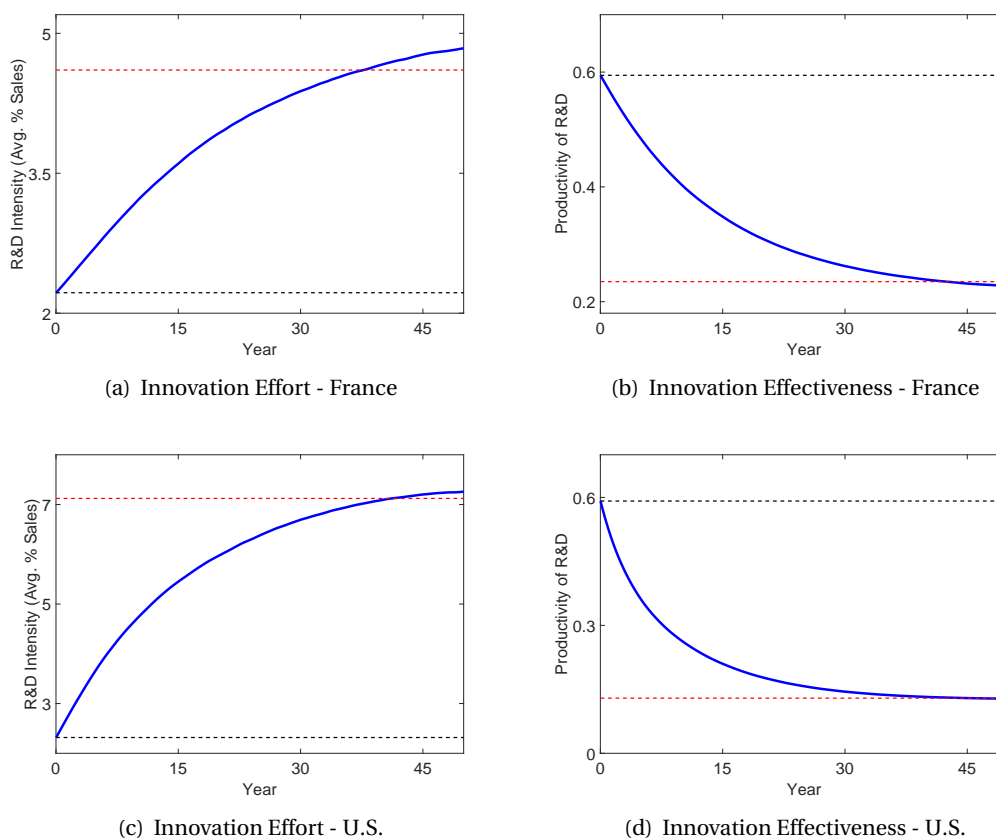 5
3.5
2
R&D Intensity (Avg. % Sales)
0 15 30 45
Year
(a) Innovation Effort - France
0.6
0.4
0.2
Productivity of R&D
0 15 30 45
Year
(b) Innovation Effectiveness - France
7
5
3
R&D Intensity (Avg. % Sales)
0 15 30 45
Year
(c) Innovation Effort - U.S.
0.6
0.3
0
Productivity of R&D
0 15 30 45
Year
(d) Innovation Effectiveness - U.S.